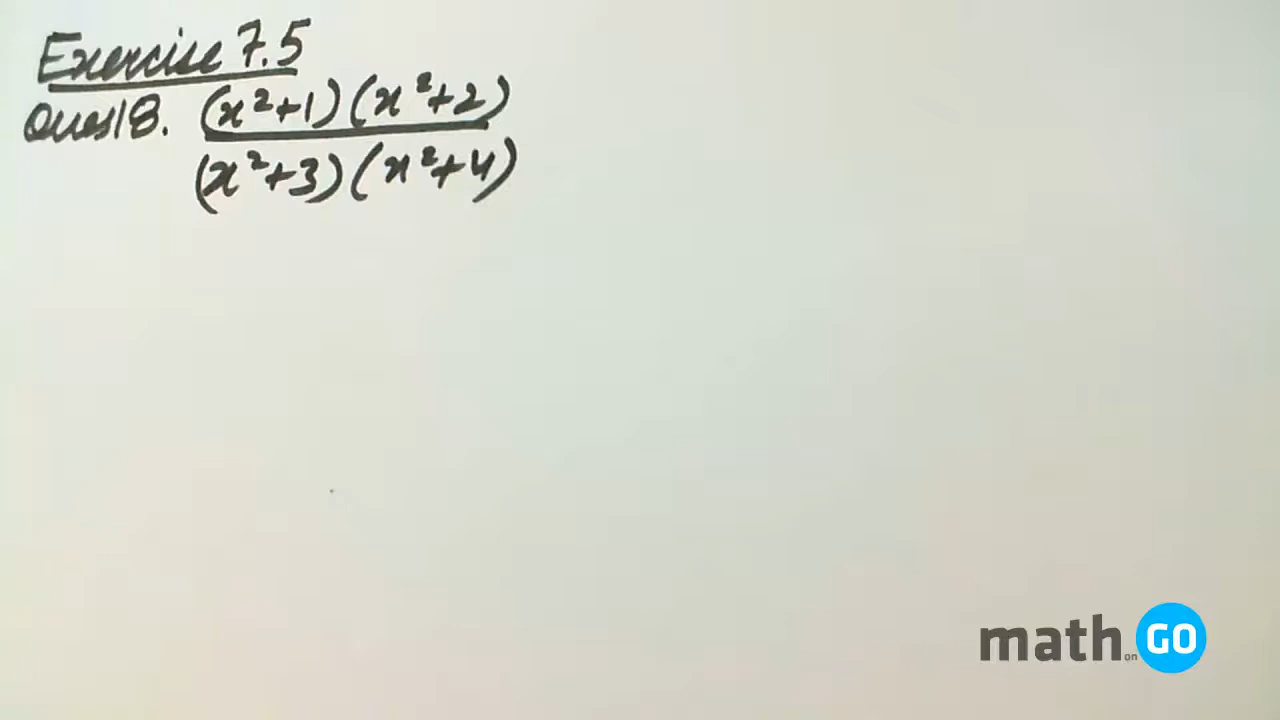 Exercise 7.5
Ques18. (x²+1)(x²+2)
(x²+3)(x²+4)
math on GO